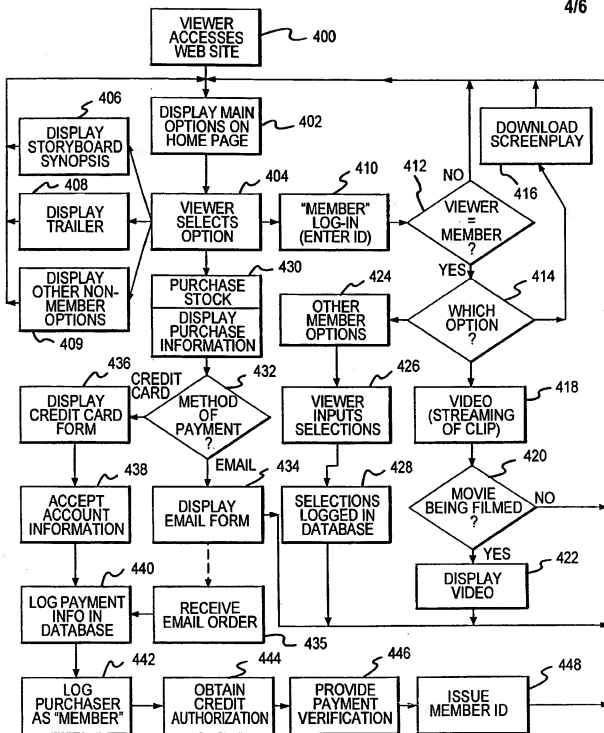 4/6
VIEWER
ACCESSES
WEB SITE
400
DISPLAY MAIN
OPTIONS ON
HOME PAGE
402
406
DISPLAY
STORYBOARD
SYNOPSIS
408
DISPLAY
TRAILER
DISPLAY
OTHER NON-
MEMBER
OPTIONS
409
404
VIEWER
SELECTS
OPTION
410
"MEMBER"
LOG-IN
(ENTER ID)
412
VIEWER
=
MEMBER
?
NO
YES
DOWNLOAD
SCREENPLAY
416
414
WHICH
OPTION
?
430
PURCHASE
STOCK
DISPLAY
PURCHASE
INFORMATION
424
OTHER
MEMBER
OPTIONS
426
VIEWER
INPUTS
SELECTIONS
428
SELECTIONS
LOGGED IN
DATABASE
418
VIDEO
(STREAMING
OF CLIP)
420
MOVIE
BEING FILMED
?
NO
YES
422
DISPLAY
VIDEO
432
METHOD
OF
PAYMENT
?
CREDIT
CARD
EMAIL
436
DISPLAY
CREDIT CARD
FORM
438
ACCEPT
ACCOUNT
INFORMATION
434
DISPLAY
EMAIL FORM
RECEIVE
EMAIL ORDER
435
440
LOG PAYMENT
INFO IN
DATABASE
442
LOG
PURCHASER
AS "MEMBER"
444
OBTAIN
CREDIT
AUTHORIZATION
446
PROVIDE
PAYMENT
VERIFICATION
448
ISSUE
MEMBER ID